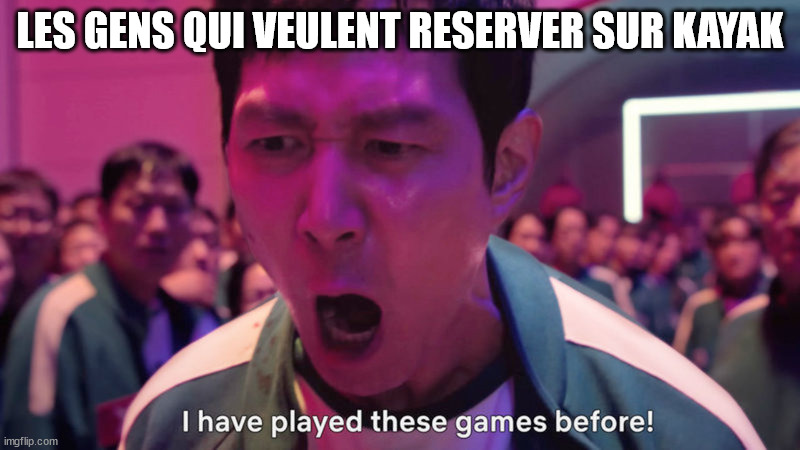 LES GENS QUI VEULENT RESERVER SUR KAYAK
I have played these games before!
imgflip.com